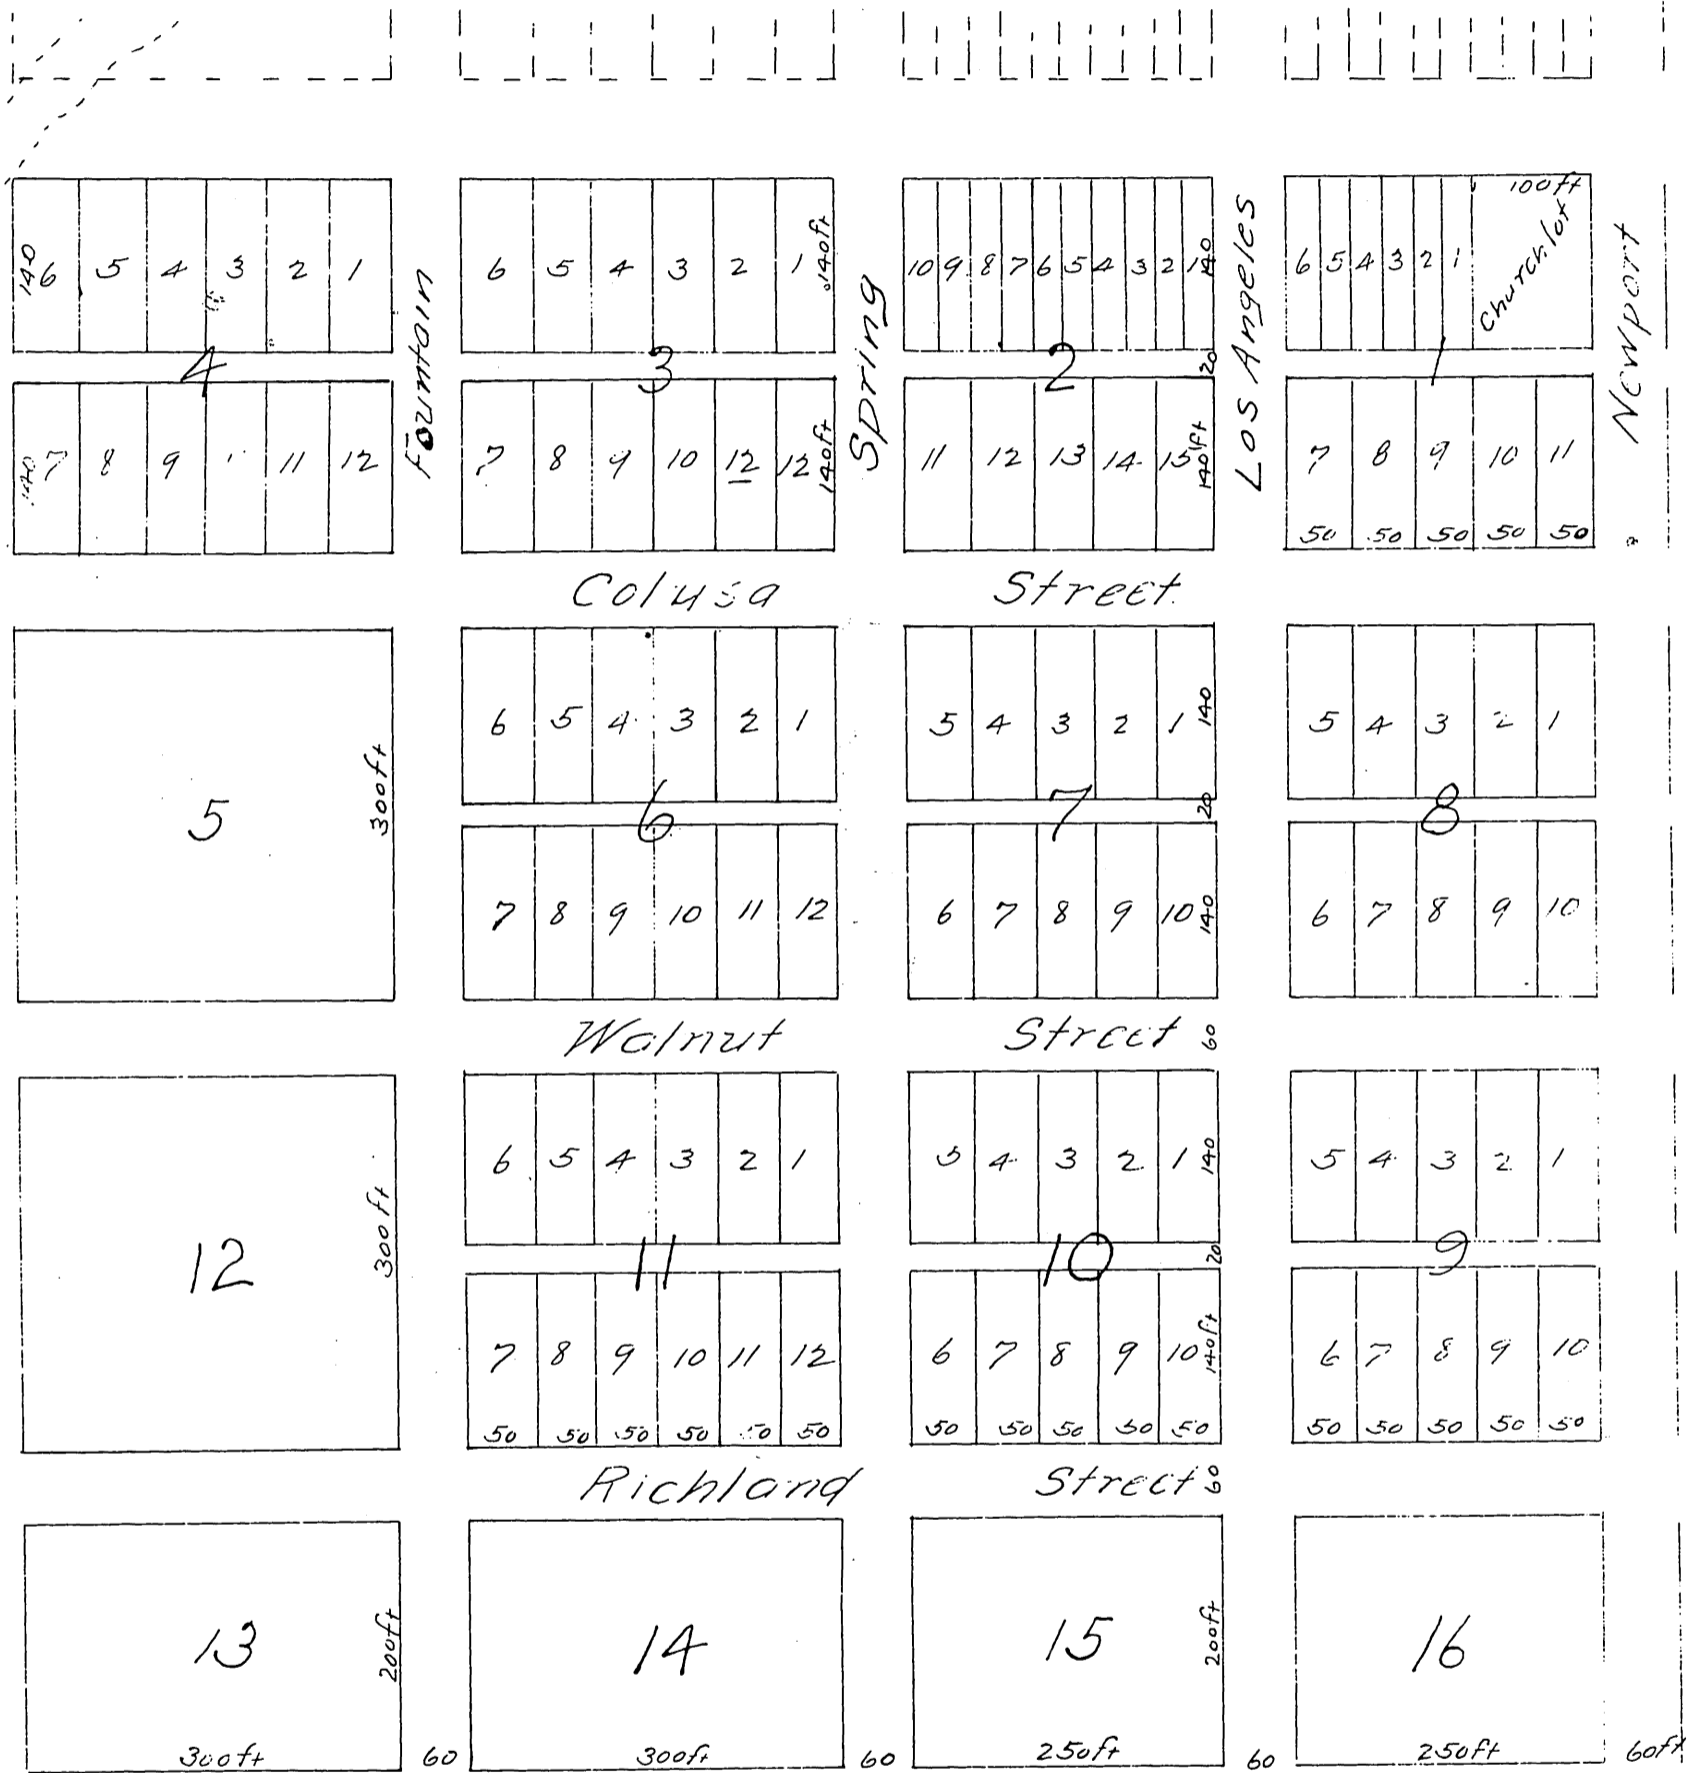 100ft
140 6 5 4 3 2 1
6 5 4 3 2 1 140ft
10 9 8 7 6 5 4 3 2 1 140
6 5 4 3 2 1 Church lot
Fountain
Spring
Los Angeles
Newport
4
3
2 20
1
140 7 8 9 11 12
7 8 9 10 12 12 140ft
11 12 13 14 15 140ft
7 8 9 10 11
50 50 50 50 50
Colusa Street
5 300ft
6 5 4 3 2 1
5 4 3 2 1 140
5 4 3 2 1
6
7 20
8
7 8 9 10 11 12
6 7 8 9 10 140
6 7 8 9 10
Walnut Street 60
12 300ft
6 5 4 3 2 1
5 4 3 2 1 140
5 4 3 2 1
11
10 20
9
7 8 9 10 11 12
6 7 8 9 10 140ft
6 7 8 9 10
50 50 50 50 50 50
50 50 50 50 50
50 50 50 50 50
Richland Street 60
13 200ft
14
15 200ft
16
300ft 60 300ft 60 250ft 60 250ft 60ft